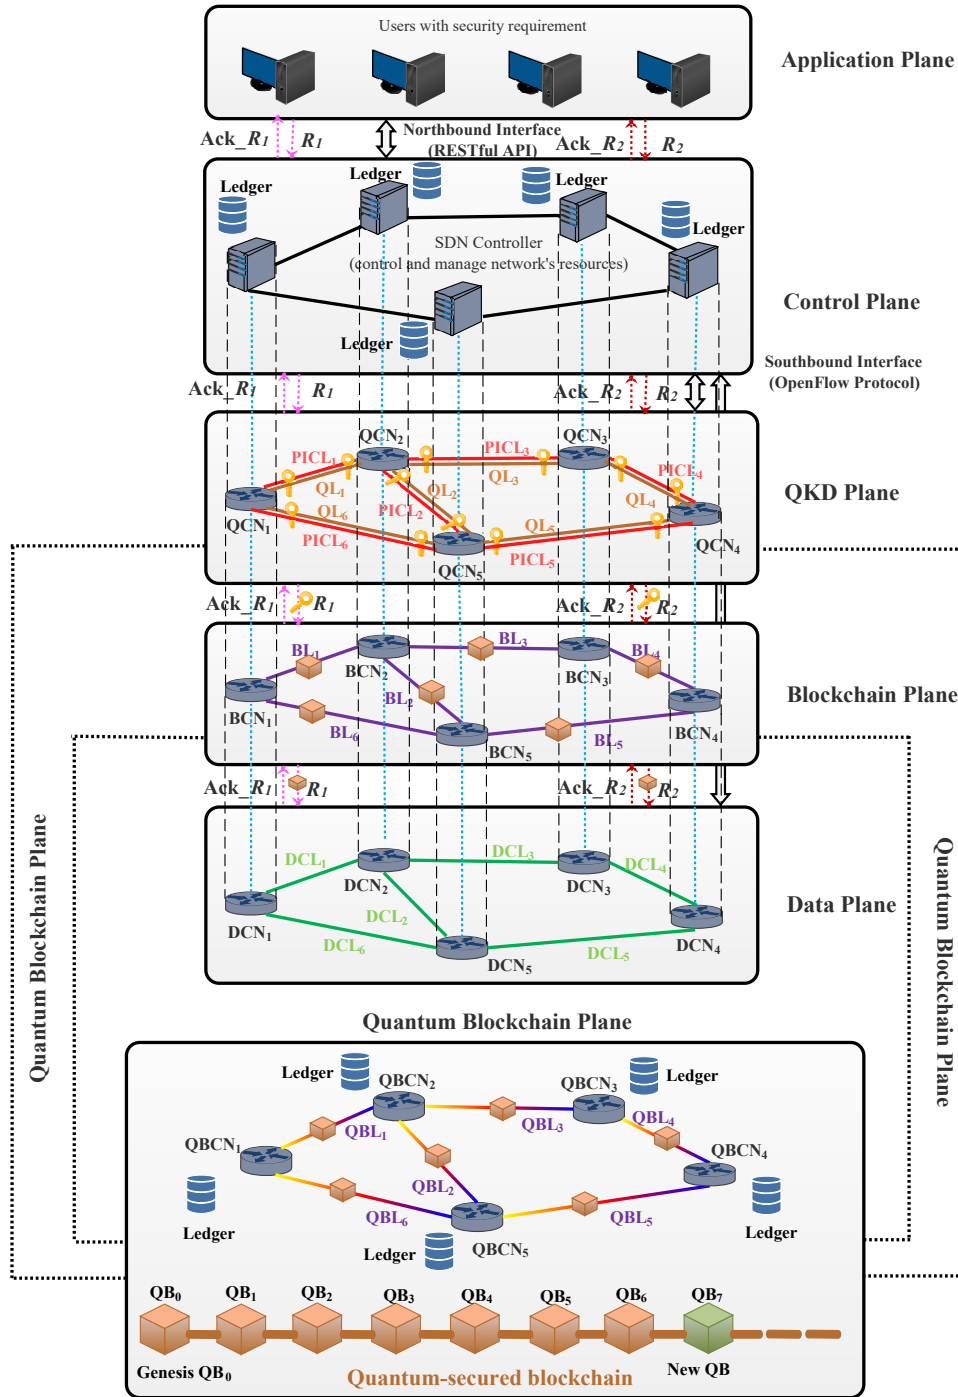 Users with security requirement
Application Plane
Ack_R1
R1
Northbound Interface
(RESTful API)
Ack_R2
R2
Ledger
Ledger
Ledger
Ledger
SDN Controller
(control and manage network's resources)
Ledger
Control Plane
Ack_R1
R1
Ack_R2
R2
Southbound Interface
(OpenFlow Protocol)
QCN2
QCN3
PICL1
PICL3
PICL4
QL1
QL2
QL3
QL4
QKD Plane
QCN1
QL6
PICL2
QL5
PICL6
PICL5
QCN4
QCN5
Ack_R1
R1
Ack_R2
R2
BL1
BL3
BL4
BCN2
BCN3
BL2
Blockchain Plane
BCN1
BCN4
BL6
BCN5
BL5
Ack_R1
R1
Ack_R2
R2
DCL1
DCL3
DCL4
DCN2
DCN3
DCN1
DCL2
Data Plane
DCN4
DCL6
DCN5
DCL5
Quantum Blockchain Plane
Quantum Blockchain Plane
Quantum Blockchain Plane
Ledger
QBCN2
QBCN3
Ledger
QBCN1
QBL1
QBL3
QBL4
QBCN4
QBL2
Ledger
QBL6
QBL5
Ledger
Ledger
QBCN5
QB0
QB1
QB2
QB3
QB4
QB5
QB6
QB7
Genesis QB0
Quantum-secured blockchain
New QB